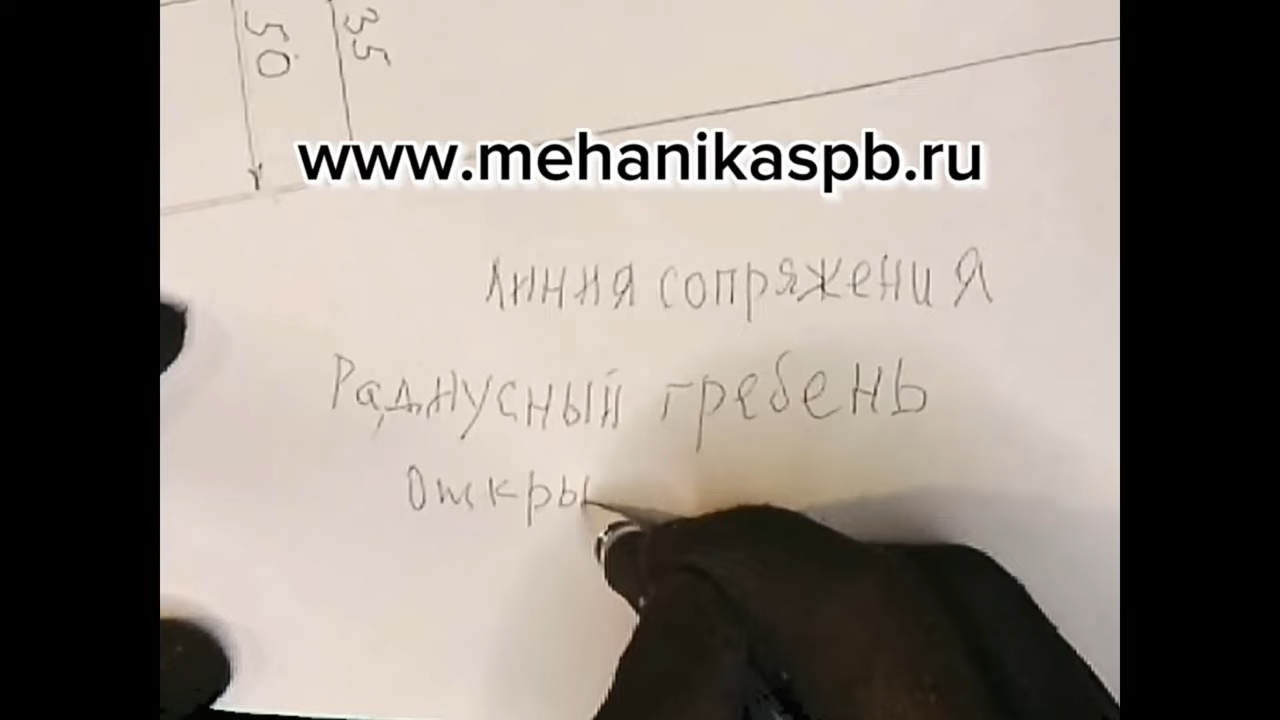 50
35
www.mehanikaspb.ru
линия сопряжения
Радиусный гребень
откры